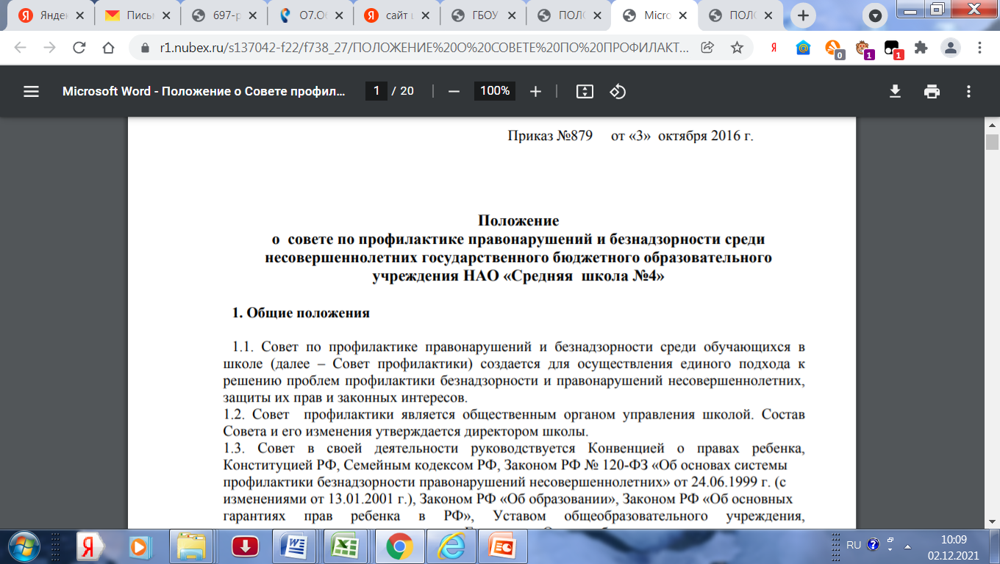 Яндек
Письм
697-р
О7.Об
сайт ш
ГБОУ
ПОЛО
Micro
ПОЛО
r1.nubex.ru/s137042-f22/f738_27/ПОЛОЖЕНИЕ%20О%20СОВЕТЕ%20ПО%20ПРОФИЛАКТ...
Я 0 1 1
Microsoft Word - Положение о Совете профил... 1 / 20 100%
Приказ №879 от «3» октября 2016 г.
Положение
о совете по профилактике правонарушений и безнадзорности среди
несовершеннолетних государственного бюджетного образовательного
учреждения НАО «Средняя школа №4»
1. Общие положения
1.1. Совет по профилактике правонарушений и безнадзорности среди обучающихся в
школе (далее – Совет профилактики) создается для осуществления единого подхода к
решению проблем профилактики безнадзорности и правонарушений несовершеннолетних,
защиты их прав и законных интересов.
1.2. Совет профилактики является общественным органом управления школой. Состав
Совета и его изменения утверждается директором школы.
1.3. Совет в своей деятельности руководствуется Конвенцией о правах ребенка,
Конституцией РФ, Семейным кодексом РФ, Законом РФ № 120-ФЗ «Об основах системы
профилактики безнадзорности правонарушений несовершеннолетних» от 24.06.1999 г. (с
изменениями от 13.01.2001 г.), Законом РФ «Об образовании», Законом РФ «Об основных
гарантиях прав ребенка в РФ», Уставом общеобразовательного учреждения,
RU
10:09
02.12.2021